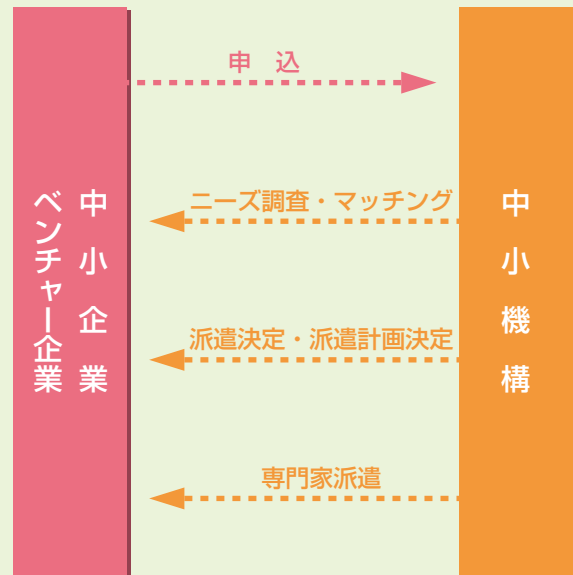 申 込
中小企業
ベンチャー企業
ニーズ調査・マッチング
中小機構
派遣決定・派遣計画決定
専門家派遣